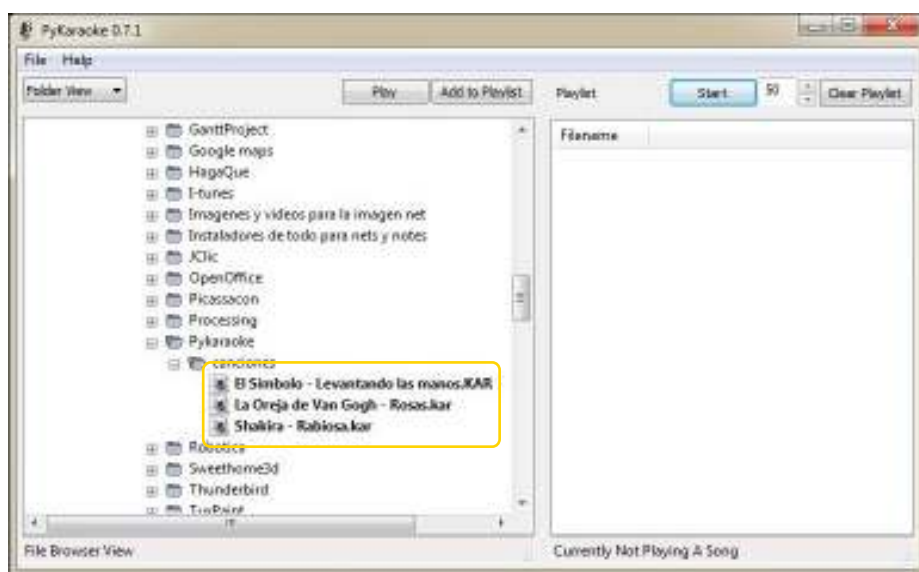 PyKaraoke 0.7.1
File Help
Folder View Play Add to Playlist Playlist Start 50 Clear Playlist
GanttProject
Google maps
HagaQue
I-tunes
Imagenes y videos para la imagen net
Instaladores de todo para nets y notes
JClic
OpenOffice
Picassacon
Processing
Pykaraoke
canciones
El Simbolo - Levantando las manos.KAR
La Oreja de Van Gogh - Rosas.kar
Shakira - Rabiosa.kar
Robotica
Sweethome3d
Thunderbird
TuxPaint
Filename
File Browser View
Currently Not Playing A Song